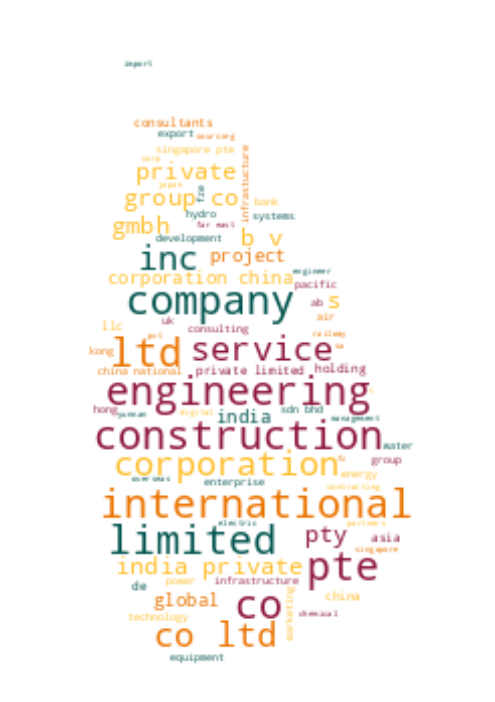 import
consultants
export sourcing
singapore pte
corp
private
japan
infrastucture
group co
fze
bank
hydro
systems
far east
gmbh
development
b v
inc
project
engineer
corporation china
pacific
company
ab
s
air
llc
uk
consulting
railway
ltd
service
kong
china national
private limited
holding
engineering
hong
yunnan
digital
india
sdn bhd
management
construction
water
corporation
group
energy
overseas
enterprise
contracting
international
electric
partners
limited
pty
asia
singapore
india private
pte
power
infrastructure
de
global
co
china
marketing
chemical
technology
co ltd
equipment